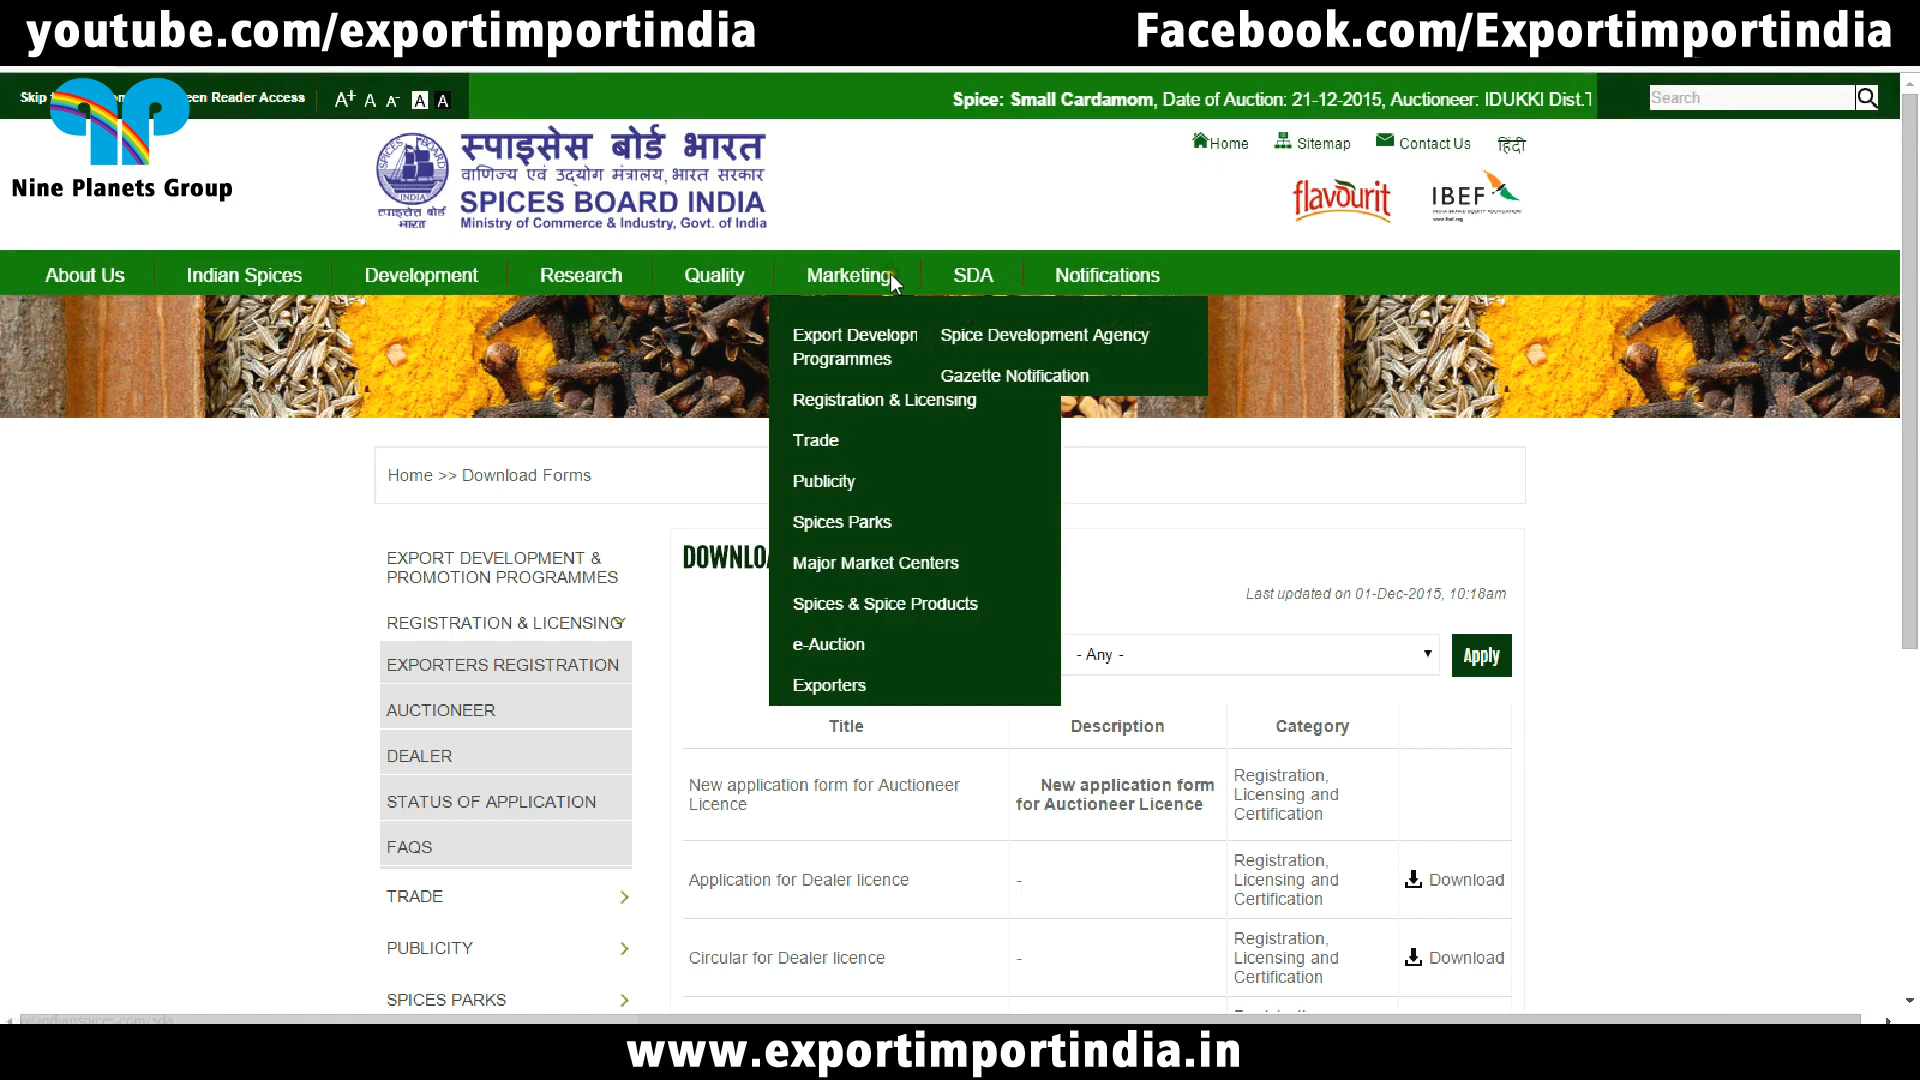 youtube.com/exportimportindia
Facebook.com/Exportimportindia
Skip
een Reader Access
A+ A A- A A
Spice: Small Cardamom, Date of Auction: 21-12-2015, Auctioneer: IDUKKI Dist.T
Search
Nine Planets Group
स्पाइसेस बोर्ड भारत
वाणिज्य एवं उद्योग मंत्रालय, भारत सरकार
SPICES BOARD INDIA
Ministry of Commerce & Industry, Govt. of India
SPICES BOARD
INDIA
स्पाइसेस बोर्ड
भारत
Home
Sitemap
Contact Us
हिंदी
flavourit
IBEF
About Us
Indian Spices
Development
Research
Quality
Marketing
SDA
Notifications
Export Developn
Programmes
Registration & Licensing
Trade
Publicity
Spices Parks
Major Market Centers
Spices & Spice Products
e-Auction
Exporters
Spice Development Agency
Gazette Notification
Home >> Download Forms
EXPORT DEVELOPMENT &
PROMOTION PROGRAMMES
REGISTRATION & LICENSING
EXPORTERS REGISTRATION
AUCTIONEER
DEALER
STATUS OF APPLICATION
FAQS
TRADE
PUBLICITY
SPICES PARKS
DOWNLOA
Last updated on 01-Dec-2015, 10:18am
- Any -
Apply
Title
Description
Category
New application form for Auctioneer
Licence
New application form
for Auctioneer Licence
Registration,
Licensing and
Certification
Application for Dealer licence
-
Registration,
Licensing and
Certification
Download
Circular for Dealer licence
-
Registration,
Licensing and
Certification
Download
www.exportimportindia.in